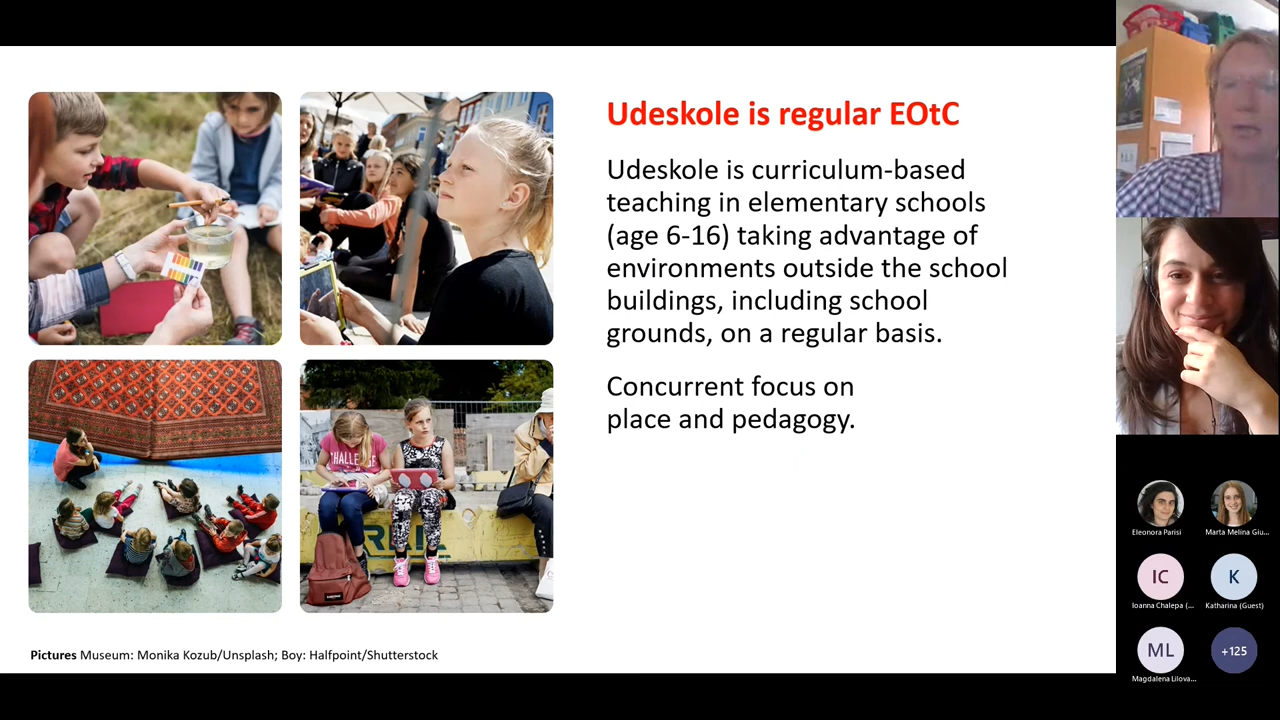 Udeskole is regular EOtC
Udeskole is curriculum-based
teaching in elementary schools
(age 6-16) taking advantage of
environments outside the school
buildings, including school
grounds, on a regular basis.
Concurrent focus on
place and pedagogy.
CHALLENGE
Pictures Museum: Monika Kozub/Unsplash; Boy: Halfpoint/Shutterstock
Eleonora Parisi
Marta Melina Giu...
IC
K
Ioanna Chalepa (...
Katharina (Guest)
ML
+125
Magdalena Lilova...